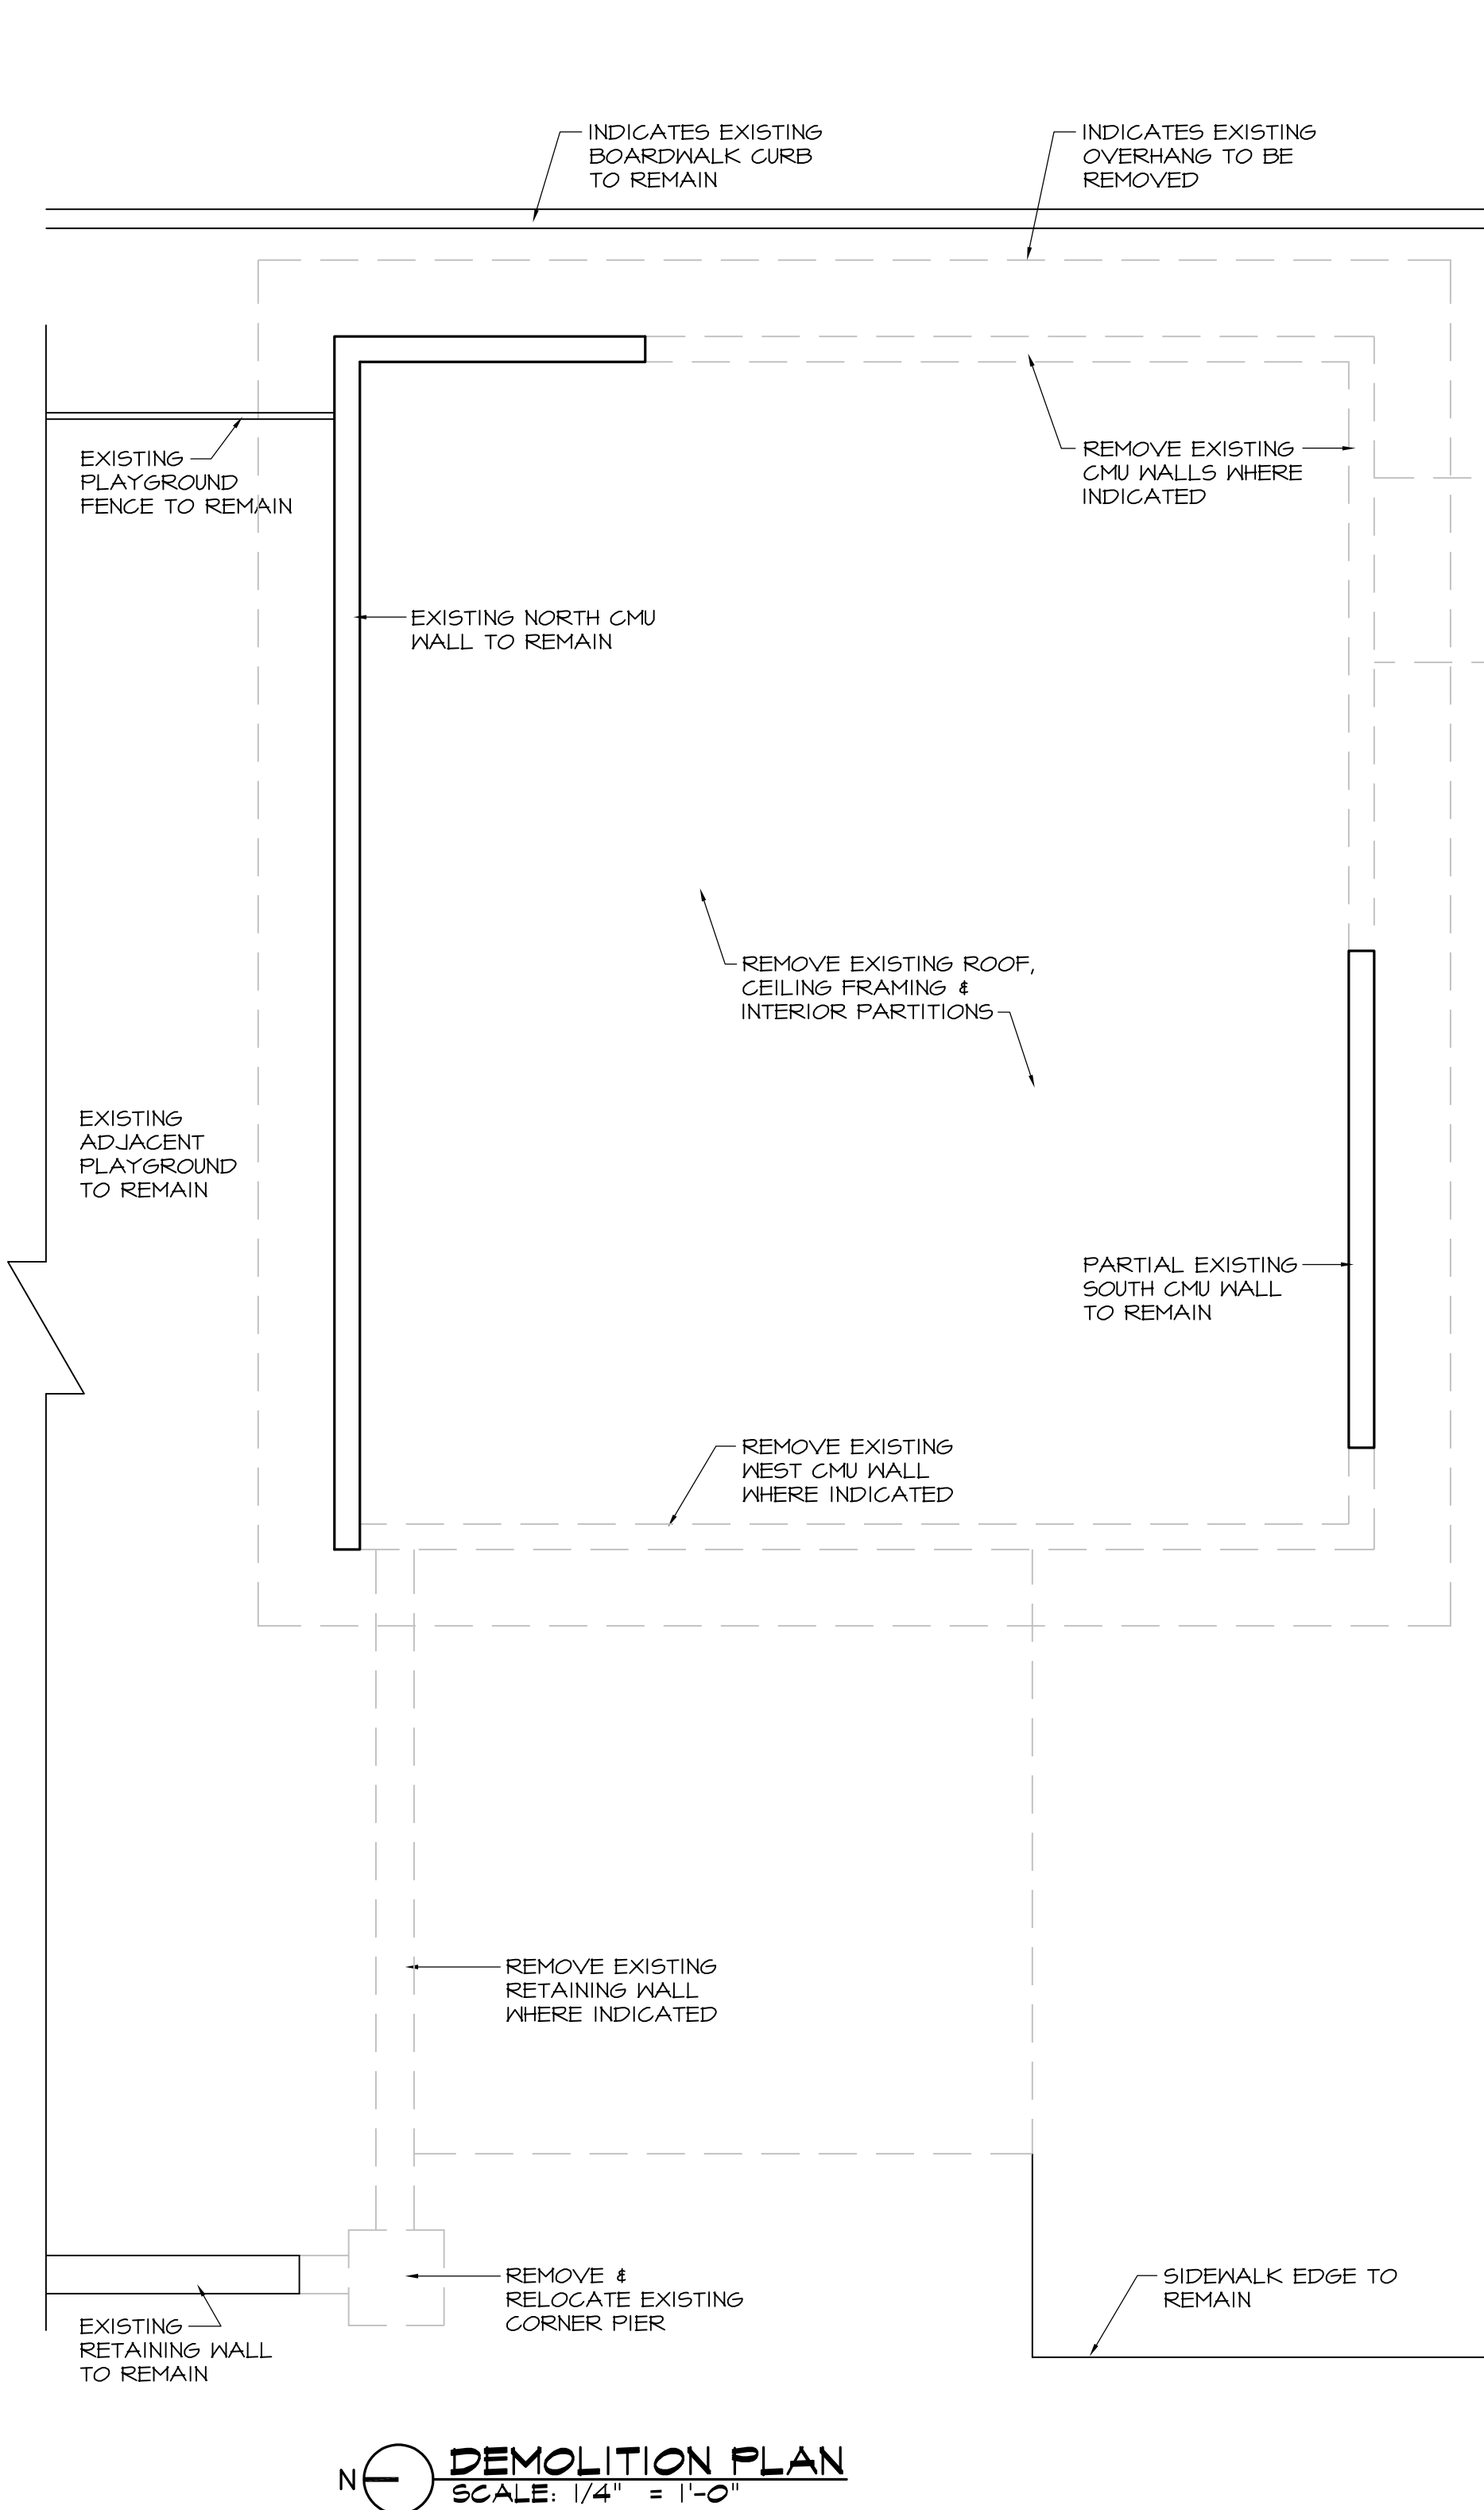 INDICATES EXISTING
BOARDWALK CURB
TO REMAIN
INDICATES EXISTING
OVERHANG TO BE
REMOVED
EXISTING
PLAYGROUND
FENCE TO REMAIN
REMOVE EXISTING
CMU WALLS WHERE
INDICATED
EXISTING NORTH CMU
WALL TO REMAIN
REMOVE EXISTING ROOF,
CEILING FRAMING &
INTERIOR PARTITIONS
EXISTING
ADJACENT
PLAYGROUND
TO REMAIN
PARTIAL EXISTING
SOUTH CMU WALL
TO REMAIN
REMOVE EXISTING
WEST CMU WALL
WHERE INDICATED
REMOVE EXISTING
RETAINING WALL
WHERE INDICATED
REMOVE &
RELOCATE EXISTING
CORNER PIER
SIDEWALK EDGE TO
REMAIN
EXISTING
RETAINING WALL
TO REMAIN
N
DEMOLITION PLAN
SCALE: 1/4" = 1'-0"